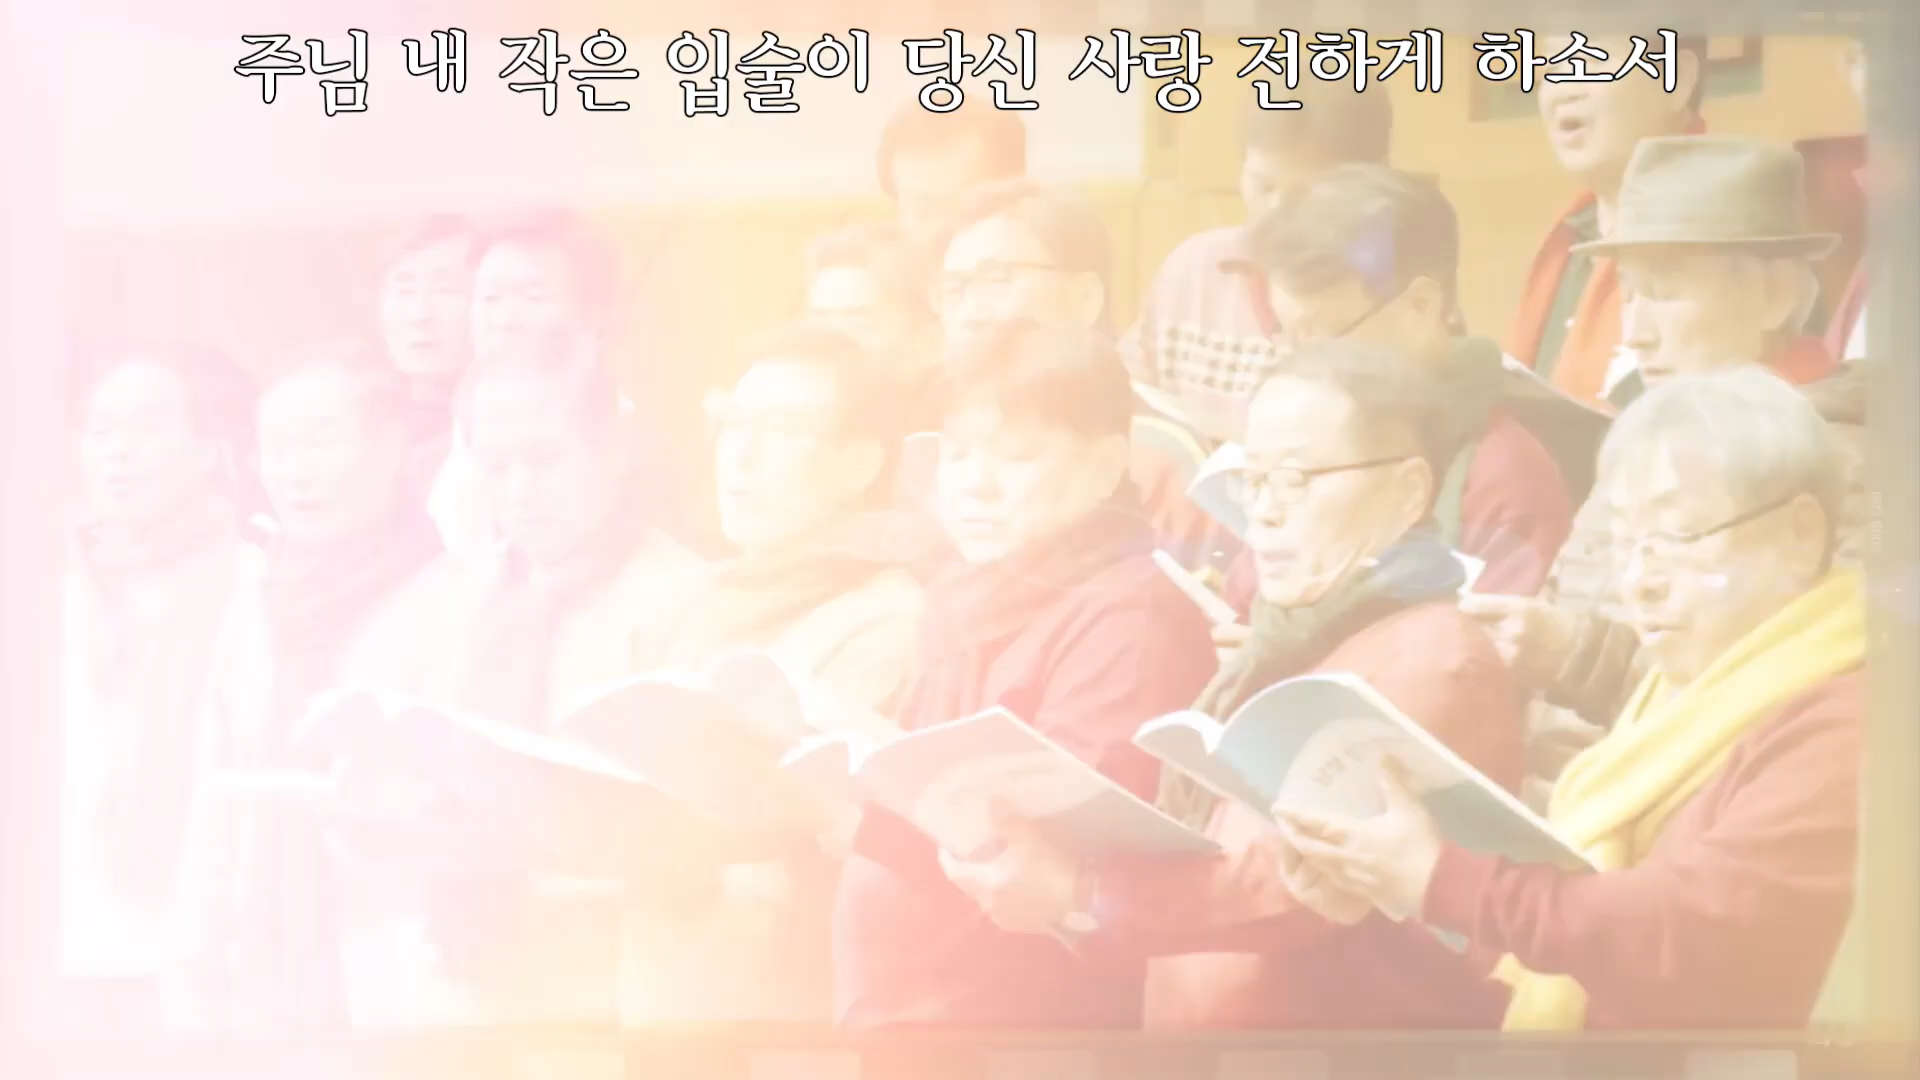 주님 내 작은 입술이 당신 사랑 전하게 하소서